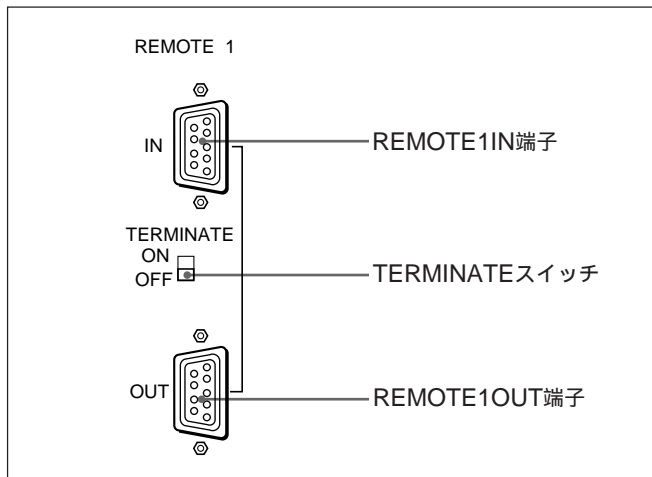 REMOTE 1
IN
REMOTE1IN端子
TERMINATE
ON
OFF
TERMINATEスイッチ
OUT
REMOTE1OUT端子